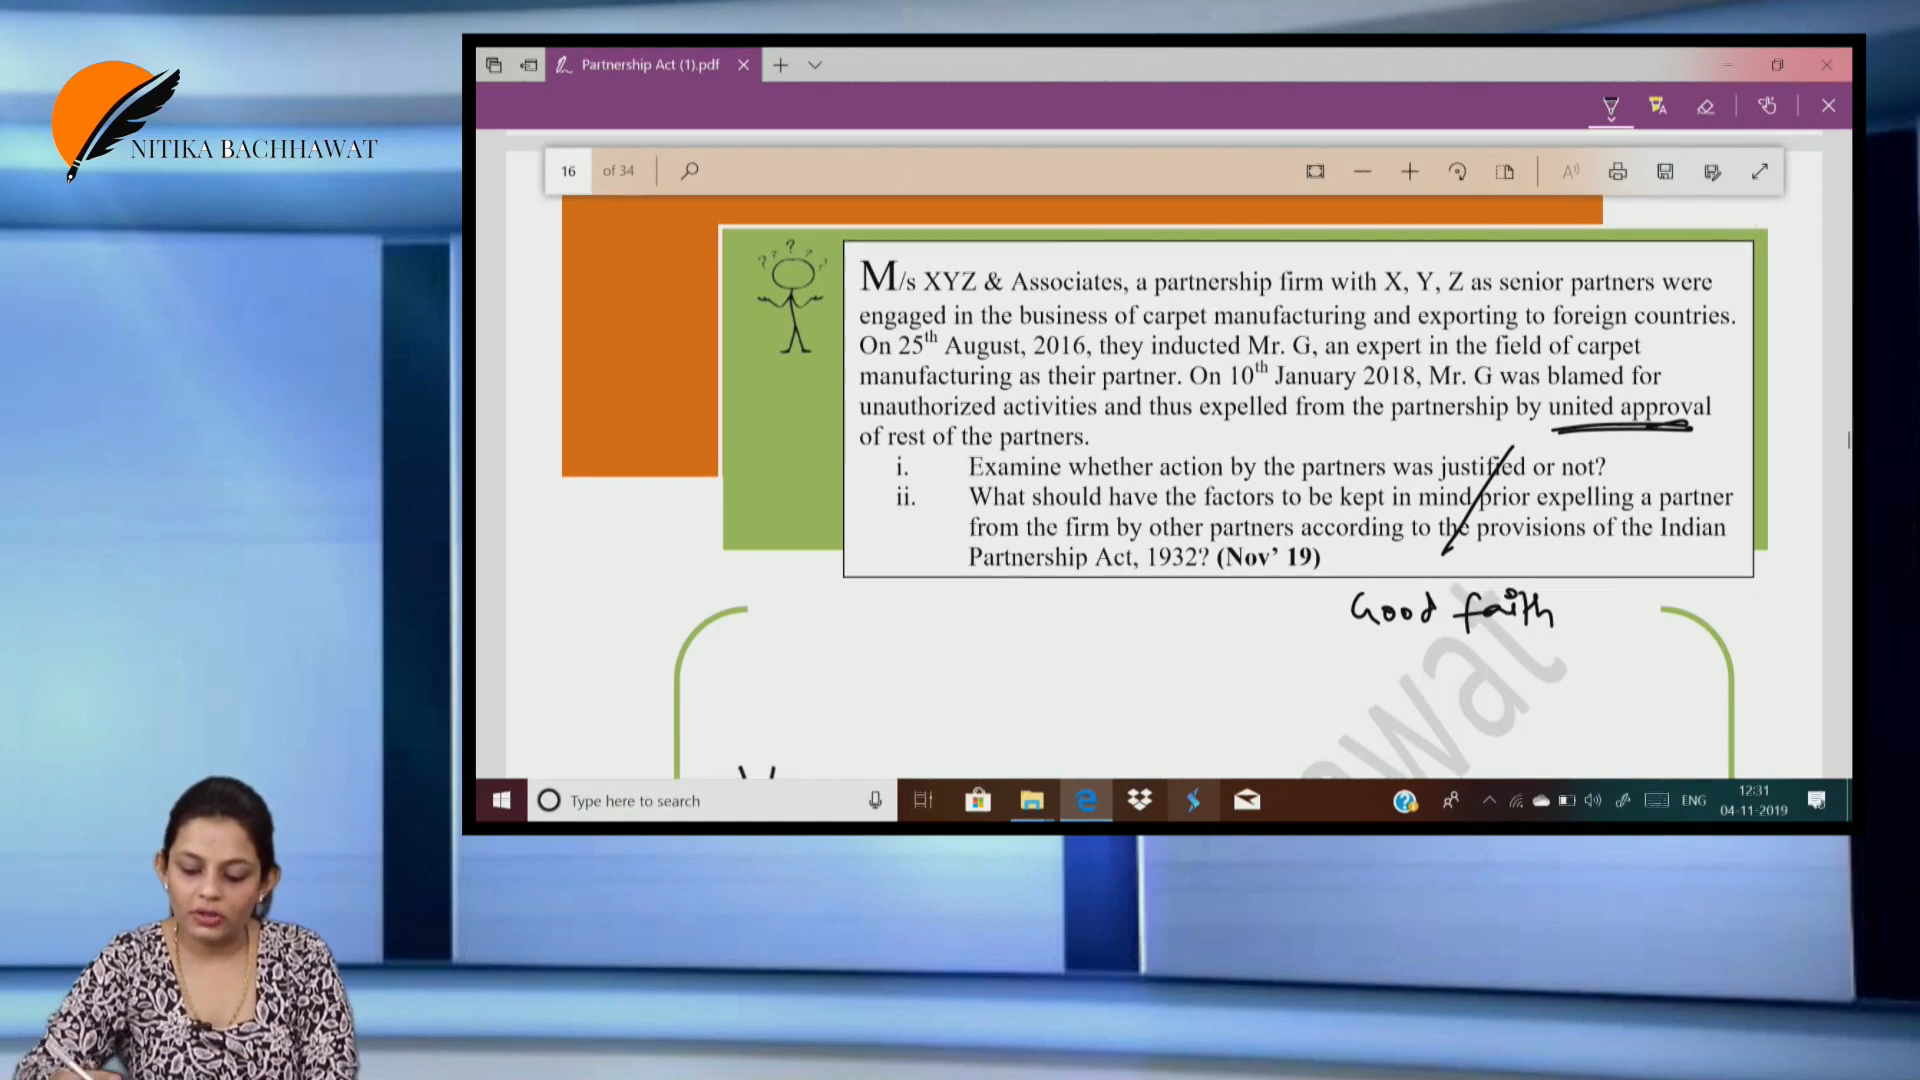 NITIKA BACHHAWAT
Partnership Act (1).pdf
16 of 34
M/s XYZ & Associates, a partnership firm with X, Y, Z as senior partners were
engaged in the business of carpet manufacturing and exporting to foreign countries.
On 25th August, 2016, they inducted Mr. G, an expert in the field of carpet
manufacturing as their partner. On 10th January 2018, Mr. G was blamed for
unauthorized activities and thus expelled from the partnership by united approval
of rest of the partners.
i. Examine whether action by the partners was justified or not?
ii. What should have the factors to be kept in mind prior expelling a partner
from the firm by other partners according to the provisions of the Indian
Partnership Act, 1932? (Nov’ 19)
Good faith
Type here to search
ENG
12:31
04-11-2019